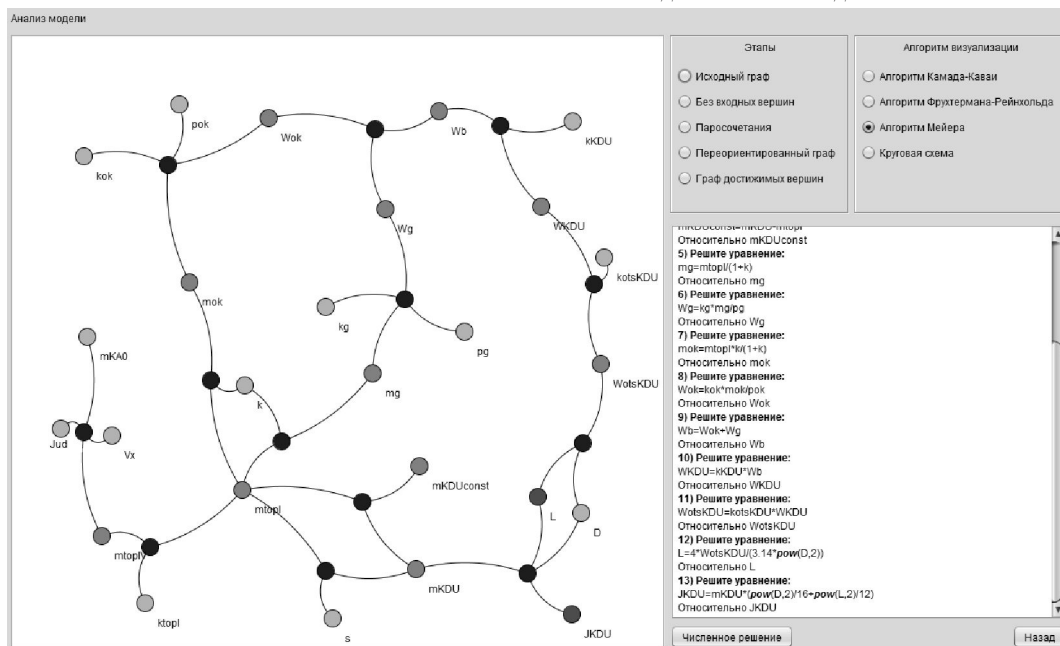 Анализ модели
pok
kok
Wok
Wb
kKDU
Wg
WKDU
kotsKDU
mok
kg
pg
mKA0
WotsKDU
k
mg
Jud
Vx
mKDUconst
mtopl
L
D
mtoplV
mKDU
ktopl
s
JKDU
Этапы
Исходный граф
Без входных вершин
Паросочетания
Переориентированный граф
Граф достижимых вершин
Алгоритм визуализации
Алгоритм Камада-Каваи
Алгоритм Фрухтермана-Рейнхольда
Алгоритм Мейера
Круговая схема
mKDUconst=mKDU-mtopl
Относительно mKDUconst
5) Решите уравнение:
mg=mtopl/(1+k)
Относительно mg
6) Решите уравнение:
Wg=kg*mg/pg
Относительно Wg
7) Решите уравнение:
mok=mtopl*k/(1+k)
Относительно mok
8) Решите уравнение:
Wok=kok*mok/pok
Относительно Wok
9) Решите уравнение:
Wb=Wok+Wg
Относительно Wb
10) Решите уравнение:
WKDU=kKDU*Wb
Относительно WKDU
11) Решите уравнение:
WotsKDU=kotsKDU*WKDU
Относительно WotsKDU
12) Решите уравнение:
L=4*WotsKDU/(3.14*pow(D,2))
Относительно L
13) Решите уравнение:
JKDU=mKDU*(pow(D,2)/16+pow(L,2)/12)
Относительно JKDU
Численное решение
Назад